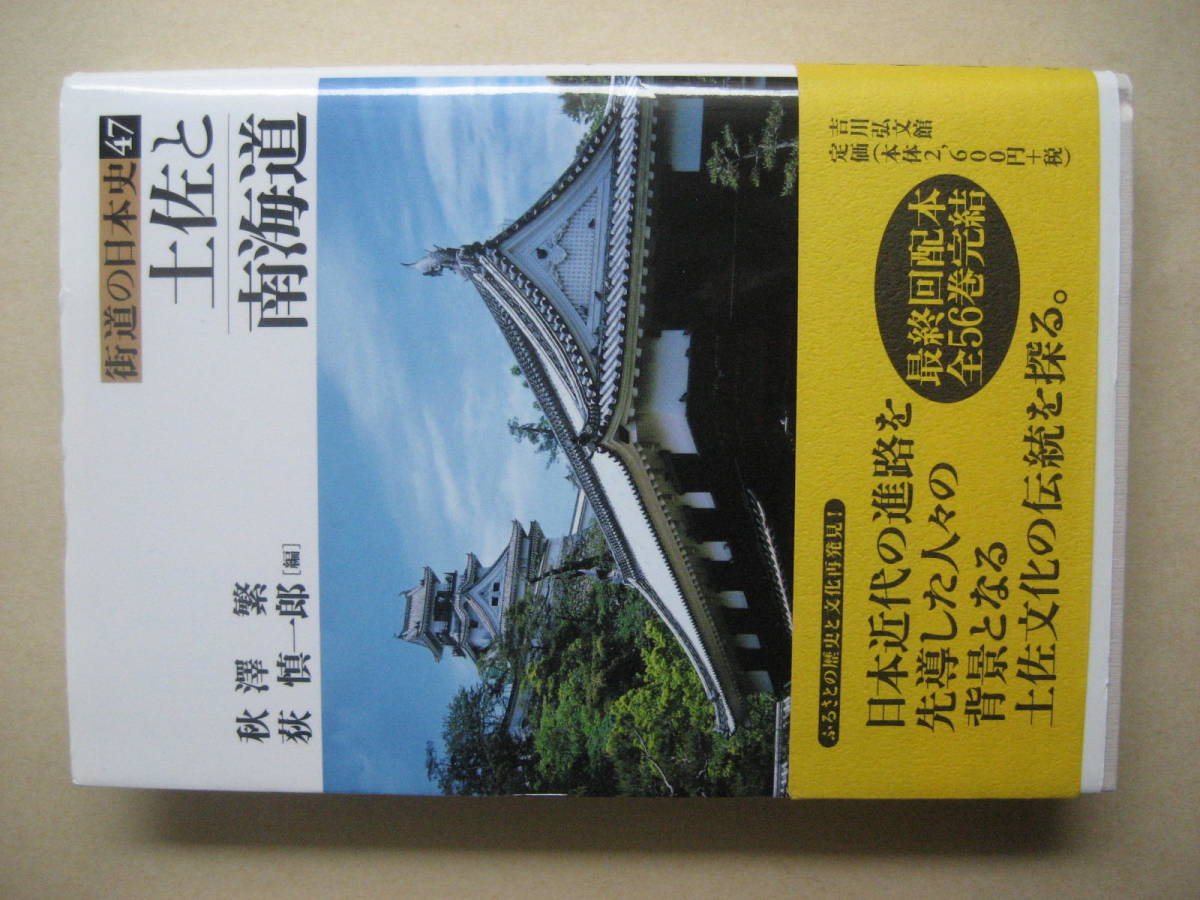 街道の日本史47
土佐と
南海道
秋澤 繁
荻 慎一郎[編]
吉川弘文館
定価(本体2,600円+税)
最終回配本
全56巻完結
ふるさとの歴史と文化再発見!
日本近代の進路を
先導した人々の
背景となる
土佐文化の伝統を探る。